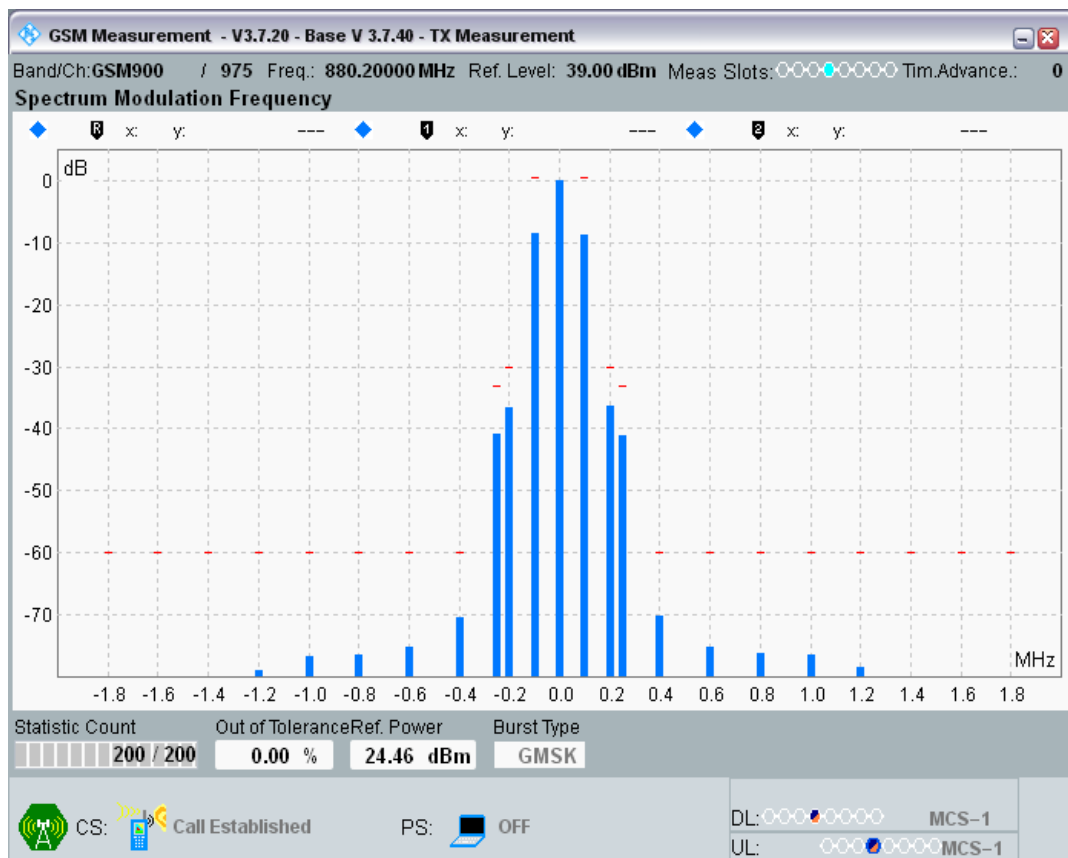 GSM Measurement - V3.7.20 - Base V 3.7.40 - TX Measurement
Band/Ch:GSM900 / 975 Freq.: 880.20000 MHz Ref. Level: 39.00 dBm Meas Slots: Tim.Advance.: 0
Spectrum Modulation Frequency
R x: y: --- 1 x: y: --- 2 x: y: ---
dB
0
-10
-20
-30
-40
-50
-60
-70
MHz
-1.8 -1.6 -1.4 -1.2 -1.0 -0.8 -0.6 -0.4 -0.2 0.0 0.2 0.4 0.6 0.8 1.0 1.2 1.4 1.6 1.8
Statistic Count Out of Tolerance Ref. Power Burst Type
200 / 200 0.00 % 24.46 dBm GMSK
CS: Call Established PS: OFF
DL: MCS-1
UL: MCS-1